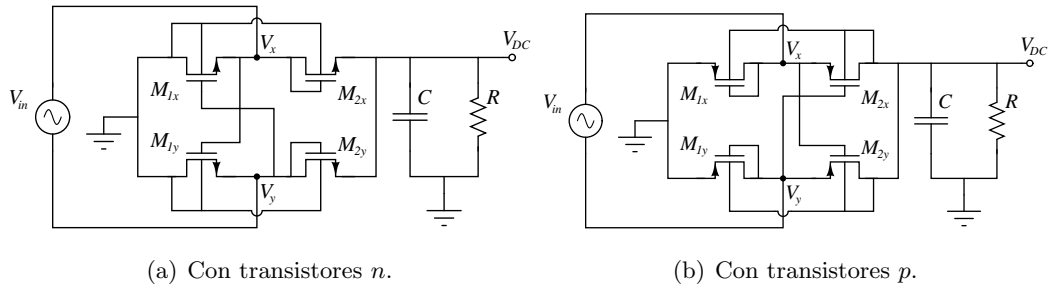 V_x
V_DC
V_in
M_1x
M_2x
C
R
M_1y
M_2y
V_y
(a) Con transistores n.
V_x
V_DC
V_in
M_1x
M_2x
C
R
M_1y
M_2y
V_y
(b) Con transistores p.